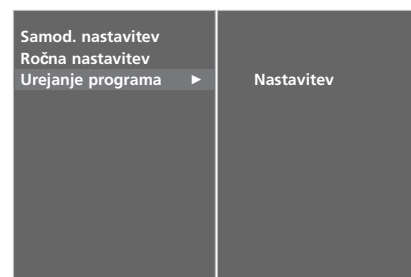 Samod. nastavitev
Ročna nastavitev
Urejanje programa ►
Nastavitev